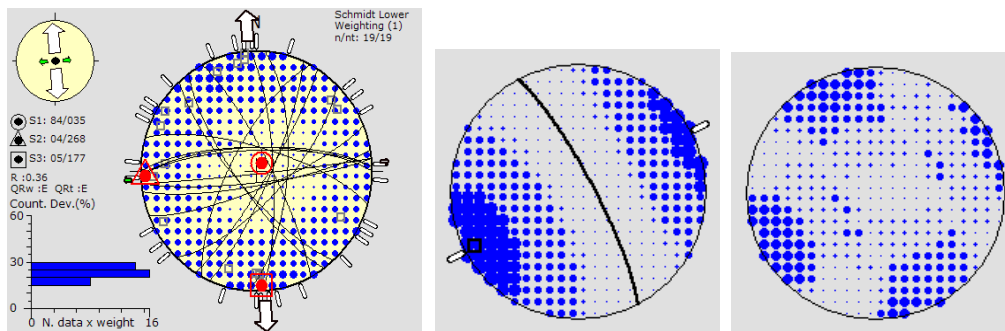 Schmidt Lower
Weighting (1)
n/nt: 19/19
N
S1: 84/035
S2: 04/268
S3: 05/177
R :0.36
QRw :E QRt :E
Count. Dev.(%)
60
30
0
0 N. data x weight 16